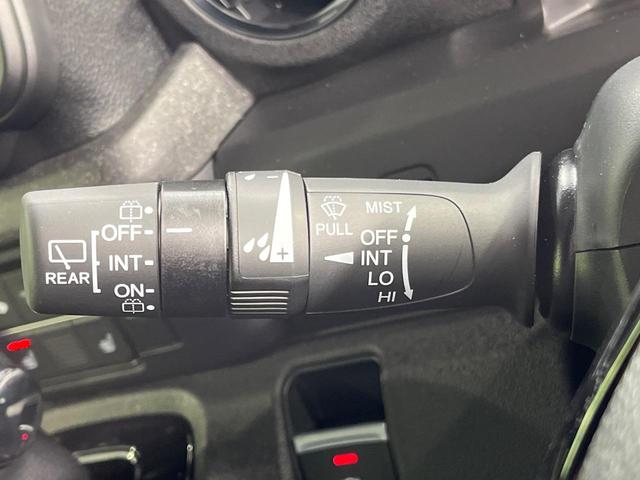 OFF
INT
ON
REAR
- 
+
PULL
MIST
OFF
INT
LO
HI